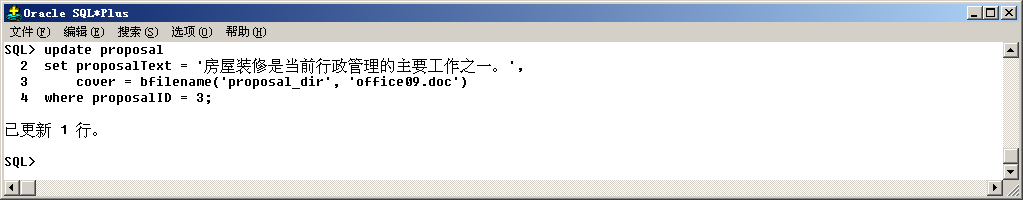 Oracle SQL*Plus
文件(F) 编辑(E) 搜索(S) 选项(O) 帮助(H)
SQL> update proposal
2 set proposalText = '房屋装修是当前行政管理的主要工作之一。',
3 cover = bfilename('proposal_dir', 'office09.doc')
4 where proposalID = 3;
已更新 1 行。
SQL>